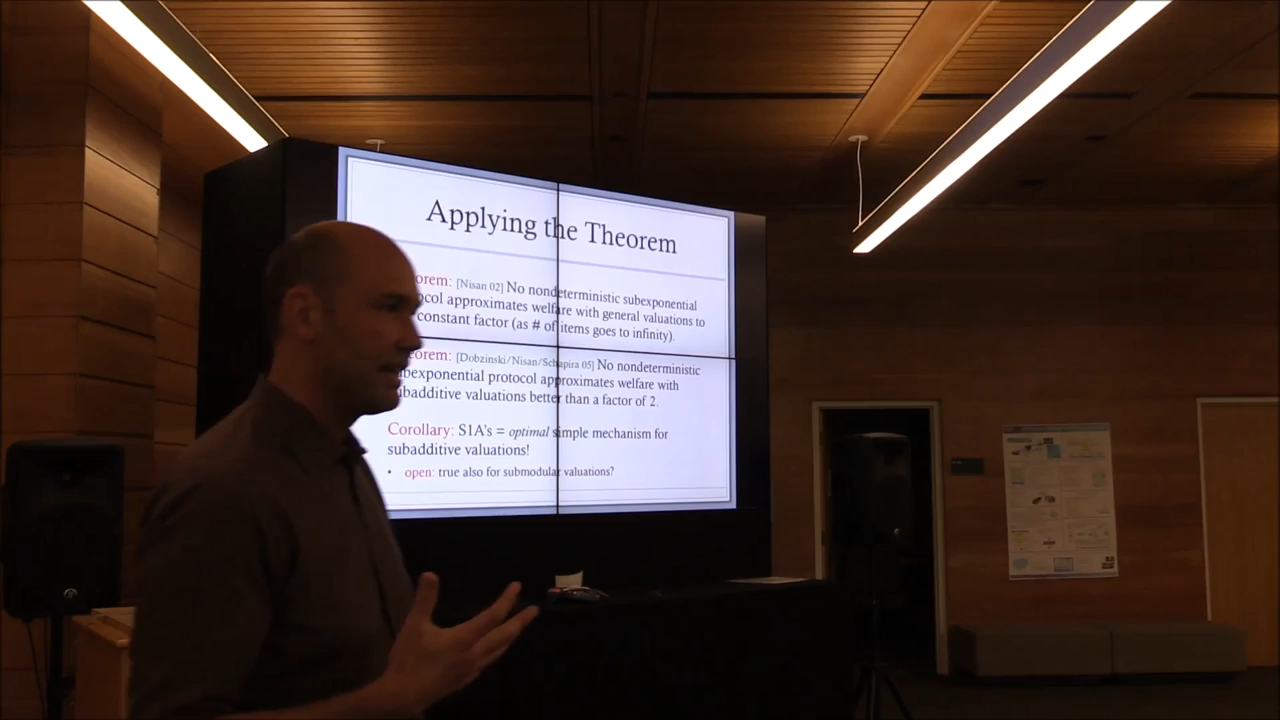 Applying the Theorem
orem: [Nisan 02] No nondeterministic subexponential
ocol approximates welfare with general valuations to
constant factor (as # of items goes to infinity).
eorem: [Dobzinski/Nisan/Schapira 05] No nondeterministic
bexponential protocol approximates welfare with
ubadditive valuations better than a factor of 2.
Corollary: S1A's = optimal simple mechanism for
subadditive valuations!
• open: true also for submodular valuations?